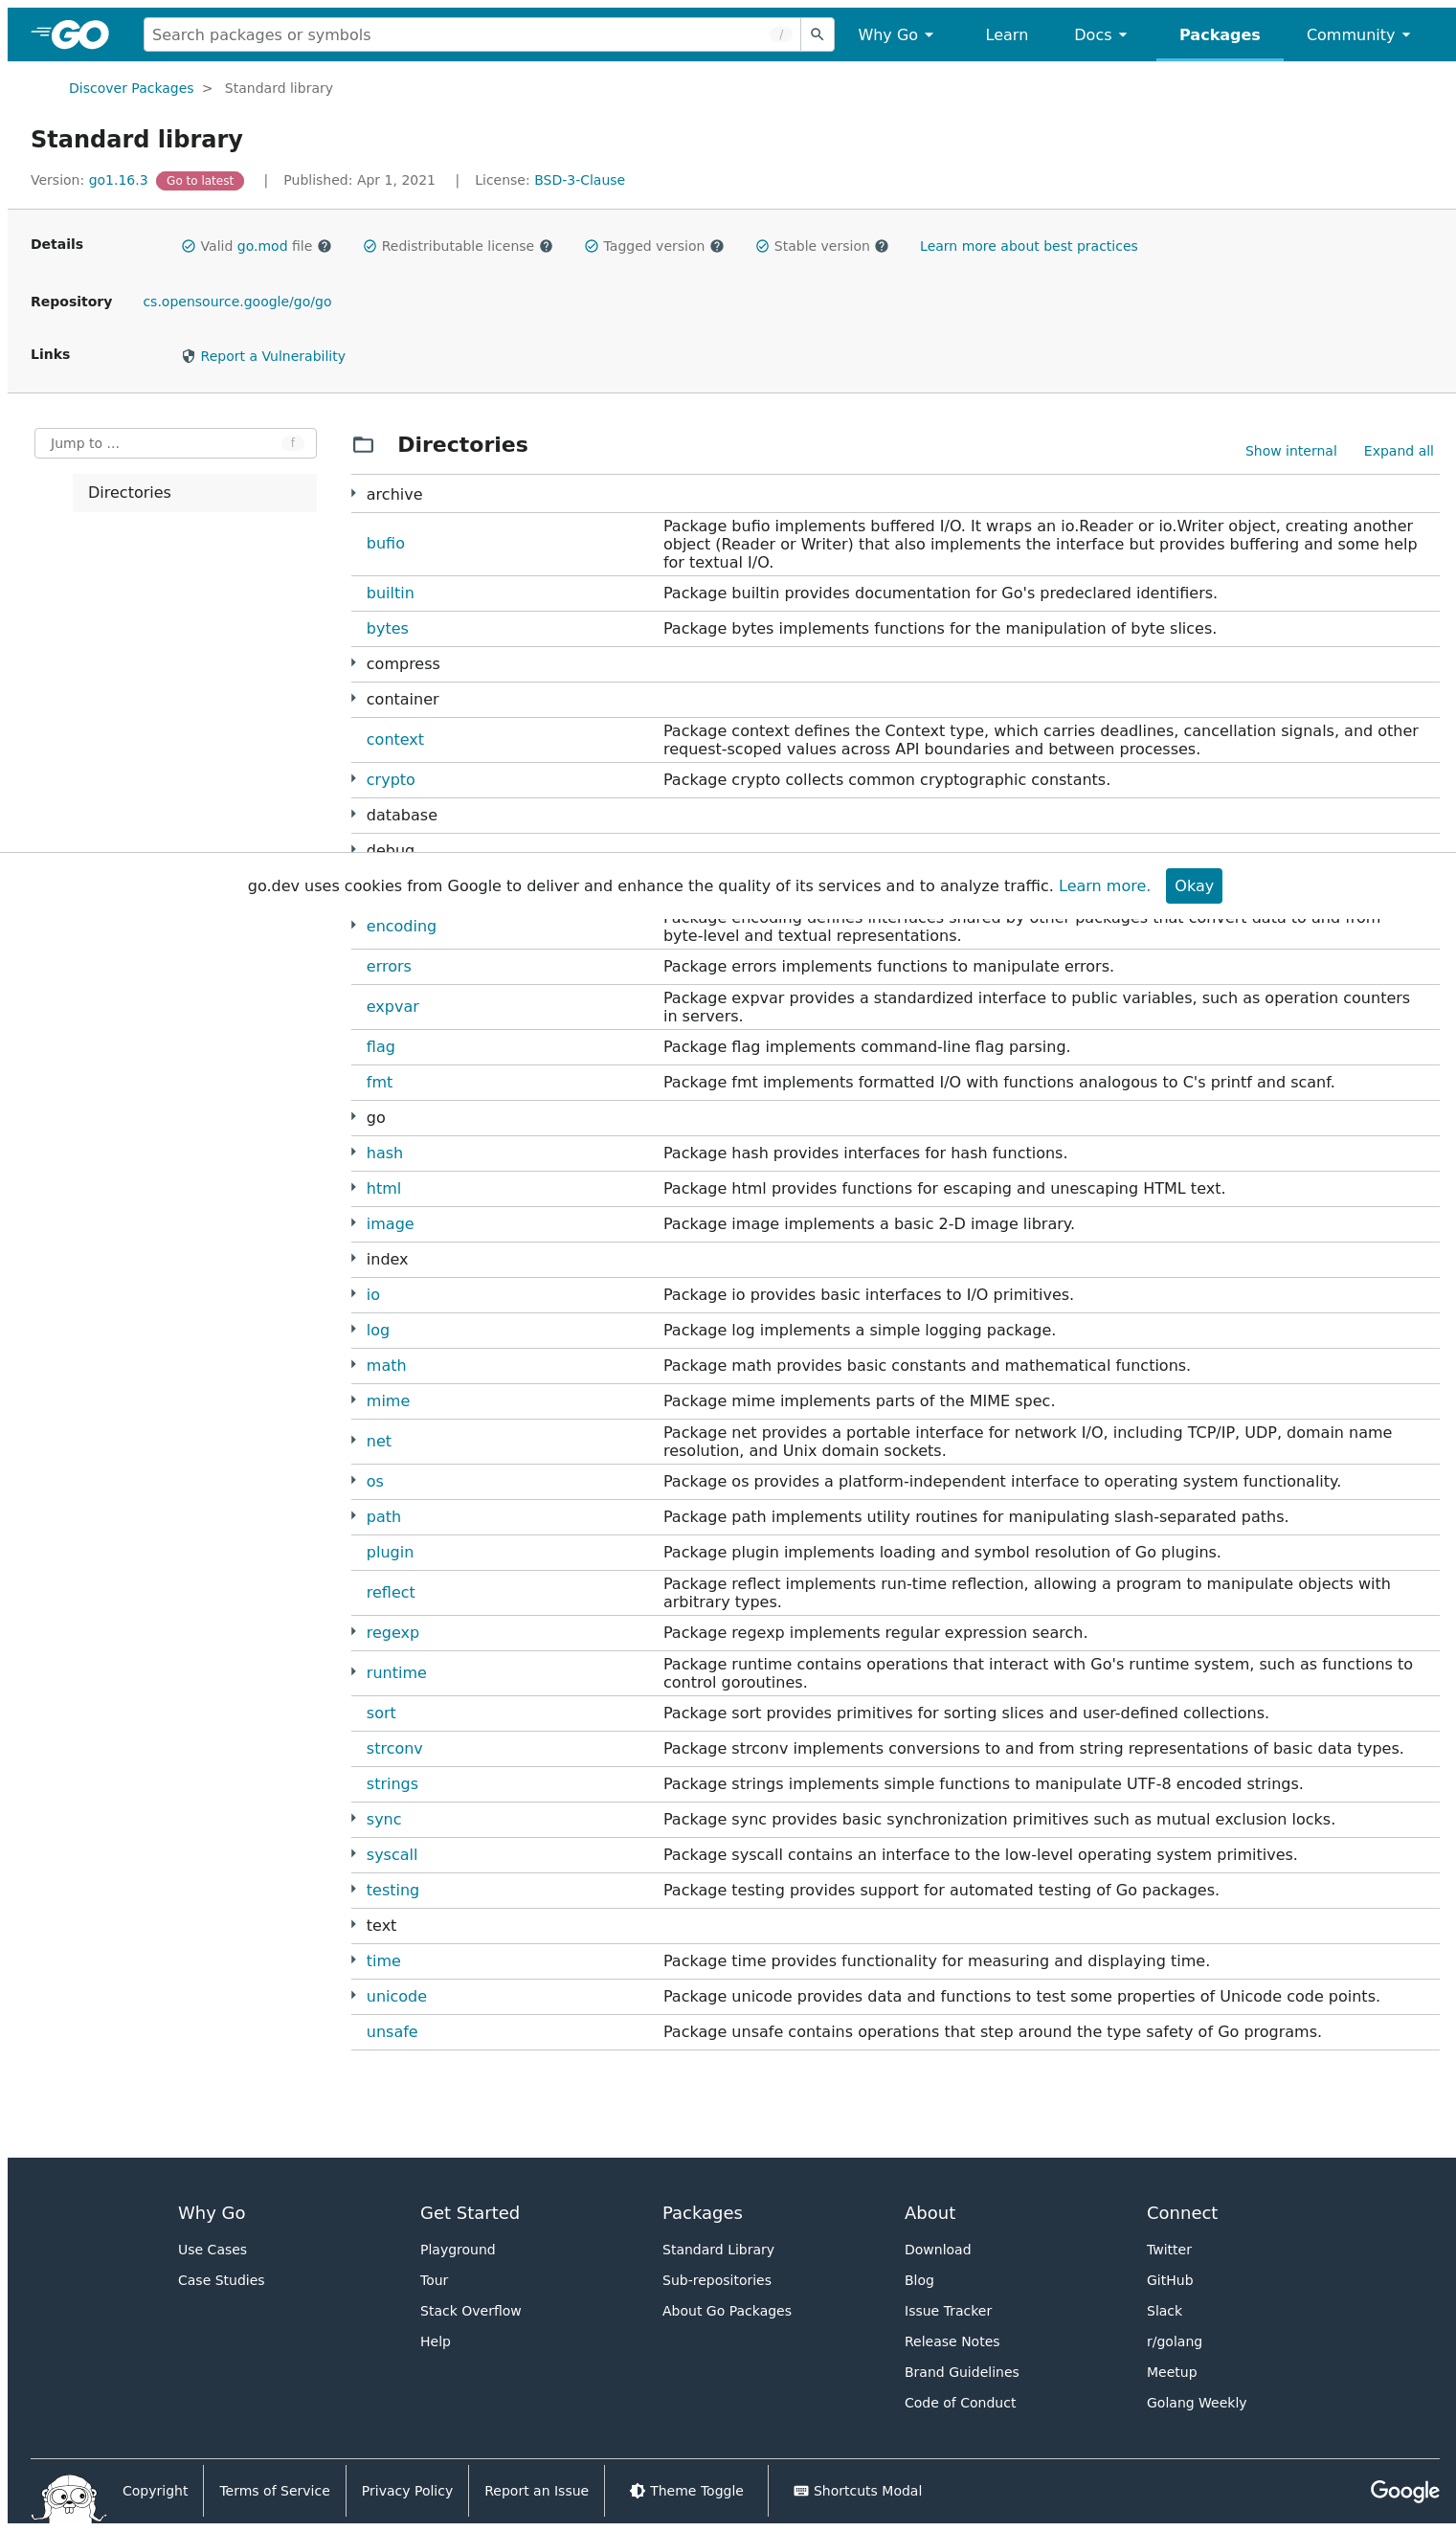 GO
Search packages or symbols /
Why Go
Learn
Docs
Packages
Community
Discover Packages > Standard library
Standard library
Version: go1.16.3 Go to latest | Published: Apr 1, 2021 | License: BSD-3-Clause
Details
Valid go.mod file
Redistributable license
Tagged version
Stable version
Learn more about best practices
Repository
cs.opensource.google/go/go
Links
Report a Vulnerability
Jump to ... f
Directories
Directories
Show internal
Expand all
archive
bufio
Package bufio implements buffered I/O. It wraps an io.Reader or io.Writer object, creating another
object (Reader or Writer) that also implements the interface but provides buffering and some help
for textual I/O.
builtin
Package builtin provides documentation for Go's predeclared identifiers.
bytes
Package bytes implements functions for the manipulation of byte slices.
compress
container
context
Package context defines the Context type, which carries deadlines, cancellation signals, and other
request-scoped values across API boundaries and between processes.
crypto
Package crypto collects common cryptographic constants.
database
debug
go.dev uses cookies from Google to deliver and enhance the quality of its services and to analyze traffic. Learn more. Okay
encoding
Package encoding defines interfaces shared by other packages that convert data to and from
byte-level and textual representations.
errors
Package errors implements functions to manipulate errors.
expvar
Package expvar provides a standardized interface to public variables, such as operation counters
in servers.
flag
Package flag implements command-line flag parsing.
fmt
Package fmt implements formatted I/O with functions analogous to C's printf and scanf.
go
hash
Package hash provides interfaces for hash functions.
html
Package html provides functions for escaping and unescaping HTML text.
image
Package image implements a basic 2-D image library.
index
io
Package io provides basic interfaces to I/O primitives.
log
Package log implements a simple logging package.
math
Package math provides basic constants and mathematical functions.
mime
Package mime implements parts of the MIME spec.
net
Package net provides a portable interface for network I/O, including TCP/IP, UDP, domain name
resolution, and Unix domain sockets.
os
Package os provides a platform-independent interface to operating system functionality.
path
Package path implements utility routines for manipulating slash-separated paths.
plugin
Package plugin implements loading and symbol resolution of Go plugins.
reflect
Package reflect implements run-time reflection, allowing a program to manipulate objects with
arbitrary types.
regexp
Package regexp implements regular expression search.
runtime
Package runtime contains operations that interact with Go's runtime system, such as functions to
control goroutines.
sort
Package sort provides primitives for sorting slices and user-defined collections.
strconv
Package strconv implements conversions to and from string representations of basic data types.
strings
Package strings implements simple functions to manipulate UTF-8 encoded strings.
sync
Package sync provides basic synchronization primitives such as mutual exclusion locks.
syscall
Package syscall contains an interface to the low-level operating system primitives.
testing
Package testing provides support for automated testing of Go packages.
text
time
Package time provides functionality for measuring and displaying time.
unicode
Package unicode provides data and functions to test some properties of Unicode code points.
unsafe
Package unsafe contains operations that step around the type safety of Go programs.
Why Go
Use Cases
Case Studies
Get Started
Playground
Tour
Stack Overflow
Help
Packages
Standard Library
Sub-repositories
About Go Packages
About
Download
Blog
Issue Tracker
Release Notes
Brand Guidelines
Code of Conduct
Connect
Twitter
GitHub
Slack
r/golang
Meetup
Golang Weekly
Copyright
Terms of Service
Privacy Policy
Report an Issue
Theme Toggle
Shortcuts Modal
Google